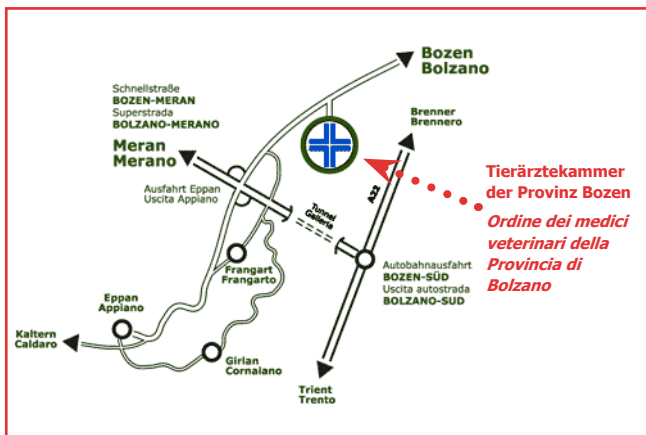 Bozen
Bolzano
Schnellstraße
BOZEN-MERAN
Superstrada
BOLZANO-MERANO
Meran
Merano
Brenner
Brennero
A22
Tierärztekammer
der Provinz Bozen
Ordine dei medici
veterinari della
Provincia di
Bolzano
Ausfahrt Eppan
Uscita Appiano
Tunnel
Galleria
Frangart
Frangarto
Autobahnausfahrt
BOZEN-SÜD
Uscita autostrada
BOLZANO-SUD
Eppan
Appiano
Kaltern
Caldaro
Girlan
Cornaiano
Trient
Trento